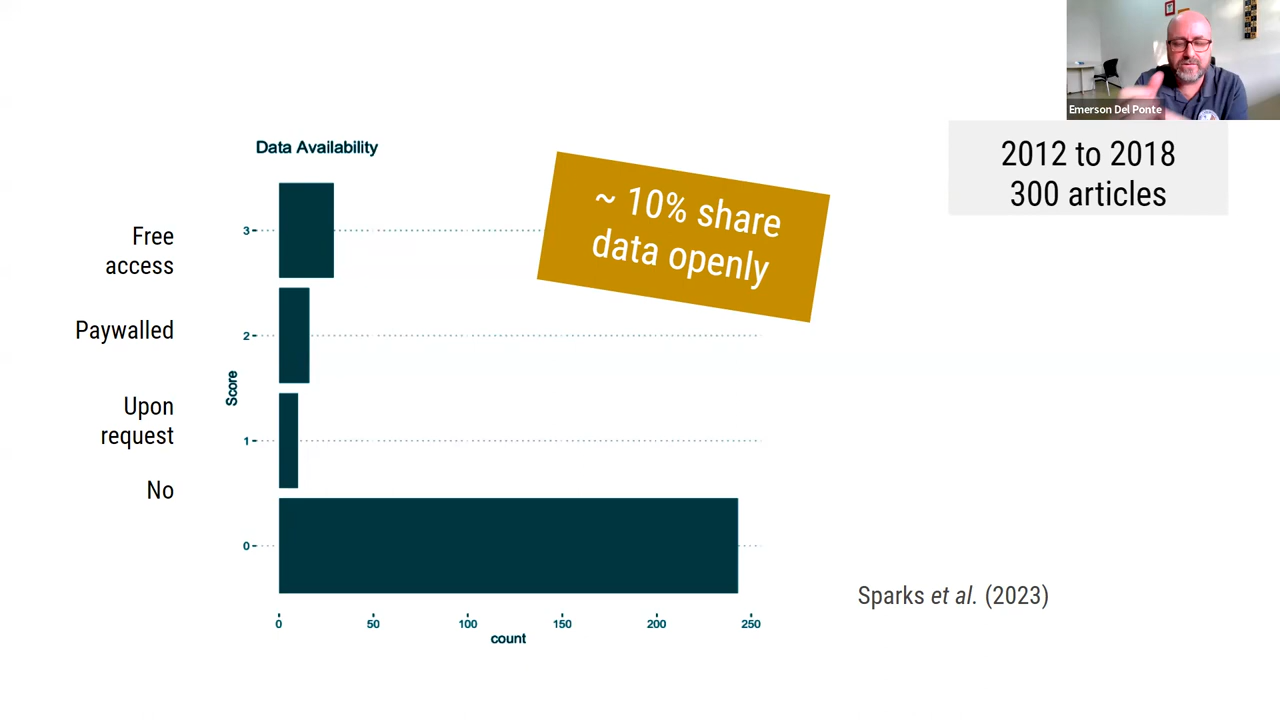 Emerson Del Ponte
2012 to 2018
300 articles
Data Availability
~ 10% share
data openly
Free
access
Paywalled
Upon
request
No
Score
3
2
1
0
0
50
100
150
200
250
count
Sparks et al. (2023)